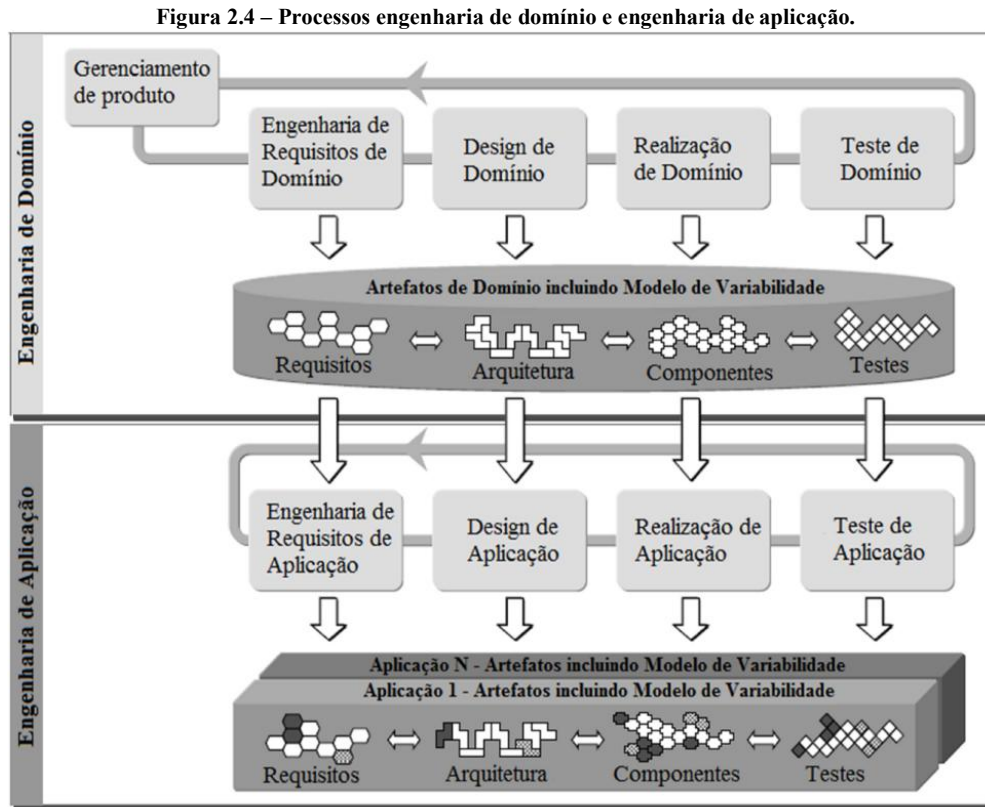 Figura 2.4 – Processos engenharia de domínio e engenharia de aplicação.
Engenharia de Domínio
Gerenciamento
de produto
Engenharia de
Requisitos de
Domínio
Design de
Domínio
Realização
de Domínio
Teste de
Domínio
Artefatos de Domínio incluindo Modelo de Variabilidade
Requisitos
Arquitetura
Componentes
Testes
Engenharia de Aplicação
Engenharia de
Requisitos de
Aplicação
Design de
Aplicação
Realização de
Aplicação
Teste de
Aplicação
Aplicação N - Artefatos incluindo Modelo de Variabilidade
Aplicação 1 - Artefatos incluindo Modelo de Variabilidade
Requisitos
Arquitetura
Componentes
Testes